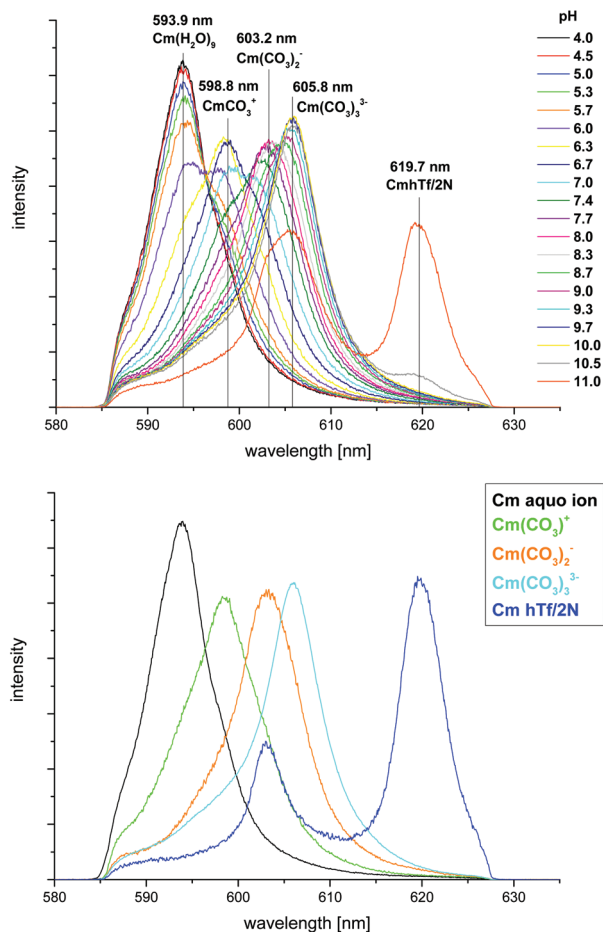 593.9 nm
Cm(H₂O)₉
598.8 nm
CmCO₃⁺
603.2 nm
Cm(CO₃)₂⁻
605.8 nm
Cm(CO₃)₃³⁻
619.7 nm
CmhTf/2N
pH
4.0
4.5
5.0
5.3
5.7
6.0
6.3
6.7
7.0
7.4
7.7
8.0
8.3
8.7
9.0
9.3
9.7
10.0
10.5
11.0
intensity
580 590 600 610 620 630
wavelength [nm]
Cm aquo ion
Cm(CO₃)⁺
Cm(CO₃)₂⁻
Cm(CO₃)₃³⁻
Cm hTf/2N
intensity
580 590 600 610 620 630
wavelength [nm]